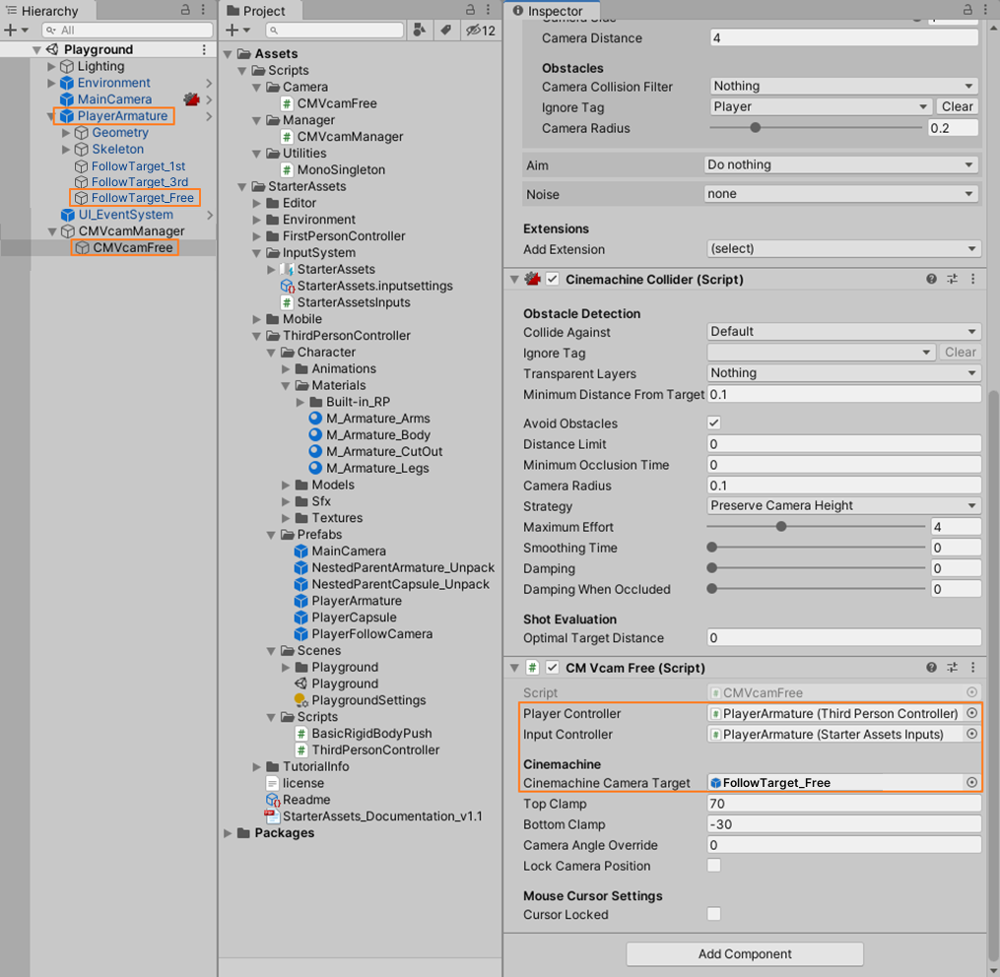 Hierarchy
All
Playground
Lighting
Environment
MainCamera
PlayerArmature
Geometry
Skeleton
FollowTarget_1st
FollowTarget_3rd
FollowTarget_Free
UI_EventSystem
CMVcamManager
CMVcamFree
Project
12
Assets
Scripts
Camera
CMVcamFree
Manager
CMVcamManager
Utilities
MonoSingleton
StarterAssets
Editor
Environment
FirstPersonController
InputSystem
StarterAssets
StarterAssets.inputsettings
StarterAssetsInputs
Mobile
ThirdPersonController
Character
Animations
Materials
Built-in_RP
M_Armature_Arms
M_Armature_Body
M_Armature_CutOut
M_Armature_Legs
Models
Sfx
Textures
Prefabs
MainCamera
NestedParentArmature_Unpack
NestedParentCapsule_Unpack
PlayerArmature
PlayerCapsule
PlayerFollowCamera
Scenes
Playground
Playground
PlaygroundSettings
Scripts
BasicRigidBodyPush
ThirdPersonController
TutorialInfo
license
Readme
StarterAssets_Documentation_v1.1
Packages
Inspector
Camera Side 1
Camera Distance 4
Obstacles
Camera Collision Filter Nothing
Ignore Tag Player Clear
Camera Radius 0.2
Aim Do nothing
Noise none
Extensions
Add Extension (select)
Cinemachine Collider (Script)
Obstacle Detection
Collide Against Default
Ignore Tag Clear
Transparent Layers Nothing
Minimum Distance From Target 0.1
Avoid Obstacles
Distance Limit 0
Minimum Occlusion Time 0
Camera Radius 0.1
Strategy Preserve Camera Height
Maximum Effort 4
Smoothing Time 0
Damping 0
Damping When Occluded 0
Shot Evaluation
Optimal Target Distance 0
# CM Vcam Free (Script)
Script CMVcamFree
Player Controller PlayerArmature (Third Person Controller)
Input Controller PlayerArmature (Starter Assets Inputs)
Cinemachine
Cinemachine Camera Target FollowTarget_Free
Top Clamp 70
Bottom Clamp -30
Camera Angle Override 0
Lock Camera Position
Mouse Cursor Settings
Cursor Locked
Add Component